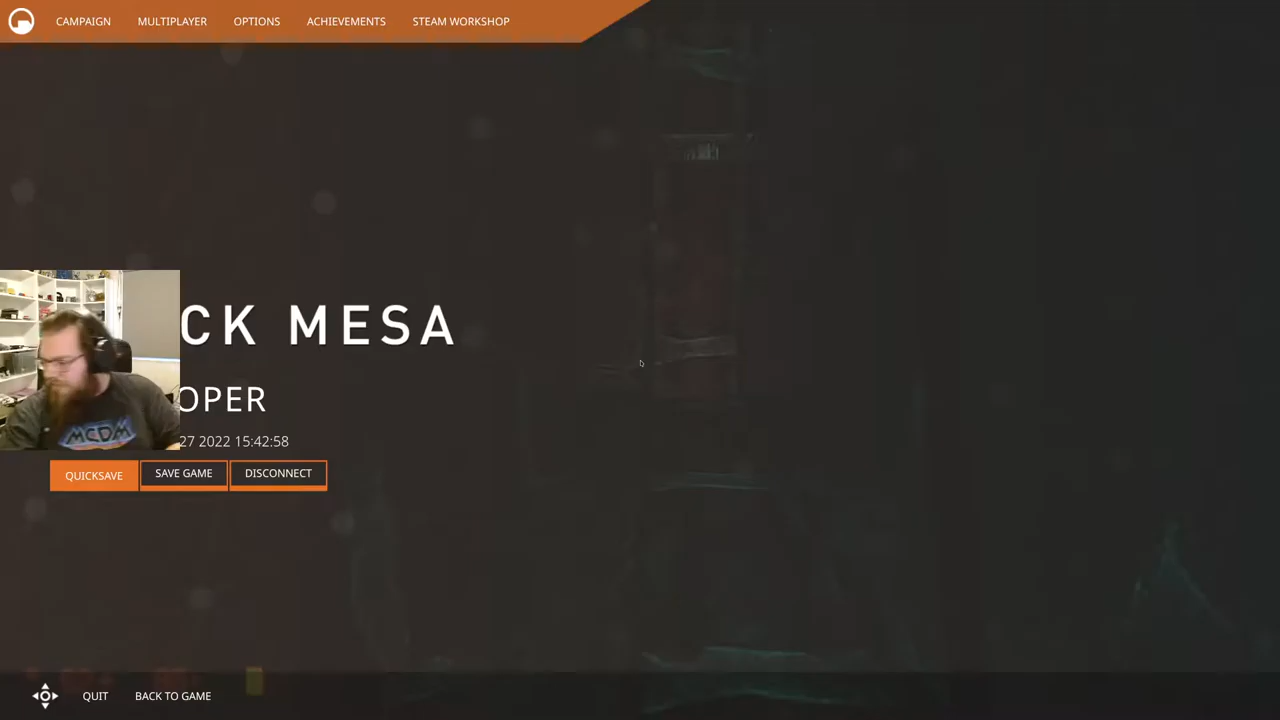 CAMPAIGN MULTIPLAYER OPTIONS ACHIEVEMENTS STEAM WORKSHOP
CK MESA
OPER
27 2022 15:42:58
MCDM
QUICKSAVE SAVE GAME DISCONNECT
QUIT BACK TO GAME